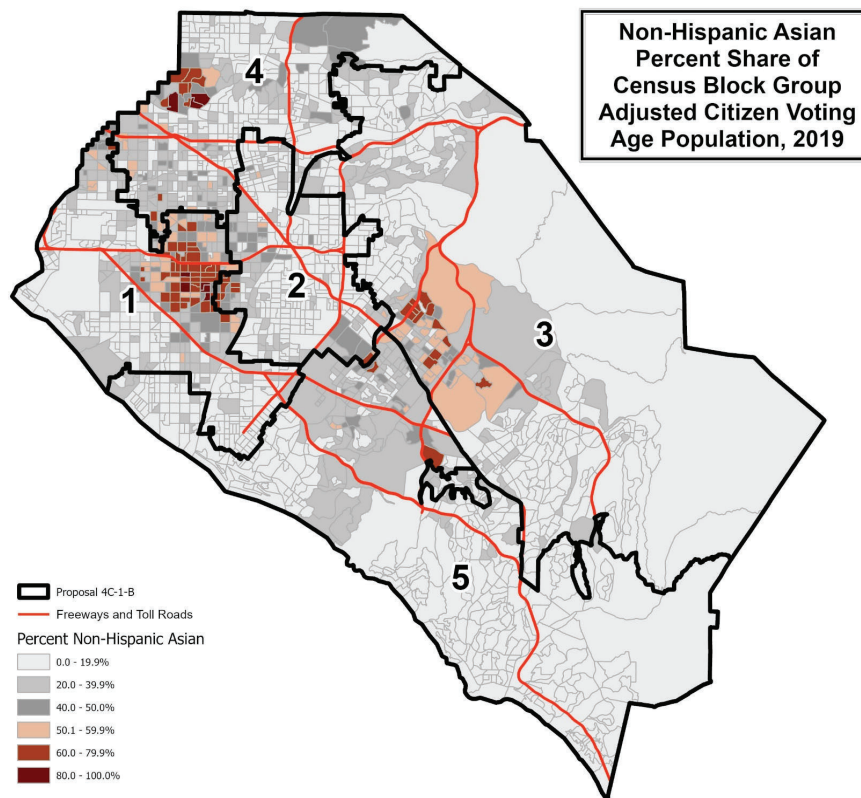 Non-Hispanic Asian
Percent Share of
Census Block Group
Adjusted Citizen Voting
Age Population, 2019
4
1
2
3
5
Proposal 4C-1-B
Freeways and Toll Roads
Percent Non-Hispanic Asian
0.0 - 19.9%
20.0 - 39.9%
40.0 - 50.0%
50.1 - 59.9%
60.0 - 79.9%
80.0 - 100.0%